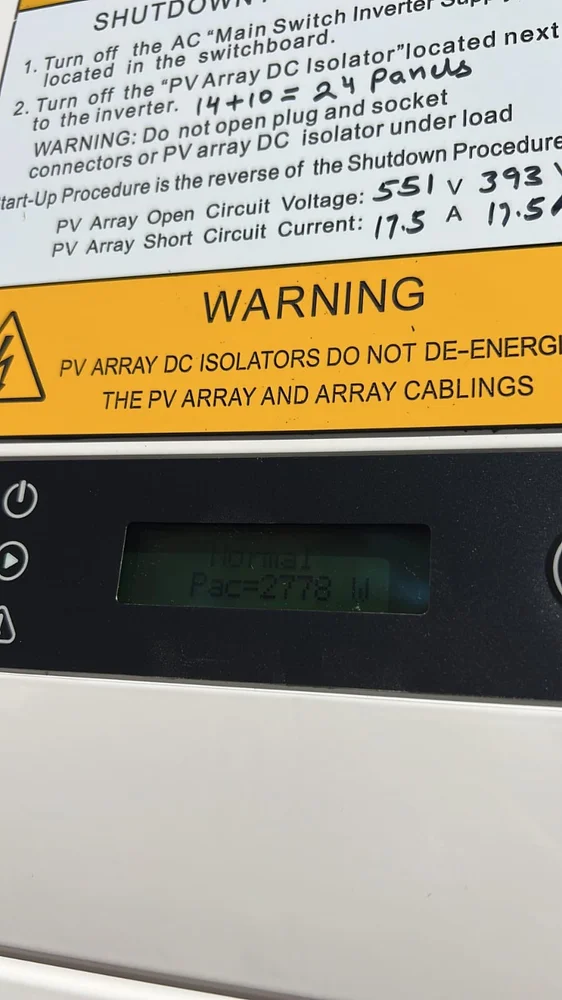 SHUTDOWN
1. Turn off the AC "Main Switch Inverter
located in the switchboard.
2. Turn off the "PV Array DC Isolator"located next
to the inverter. 14+10 = 24 Panels
WARNING: Do not open plug and socket
connectors or PV array DC isolator under load
tart-Up Procedure is the reverse of the Shutdown Procedure
PV Array Open Circuit Voltage: 551 V 393 V
PV Array Short Circuit Current: 17.5 A 17.5A
WARNING
PV ARRAY DC ISOLATORS DO NOT DE-ENERGI
THE PV ARRAY AND ARRAY CABLINGS
Normal
Pac=2778 W